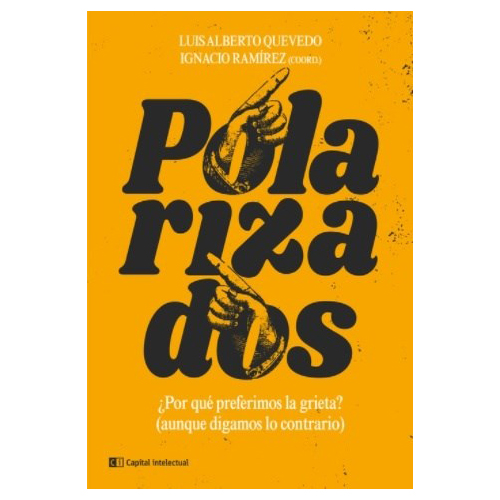 LUIS ALBERTO QUEVEDO
IGNACIO RAMÍREZ (COORD.)
Pola
riza
dos
¿Por qué preferimos la grieta?
(aunque digamos lo contrario)
CI Capital Intelectual